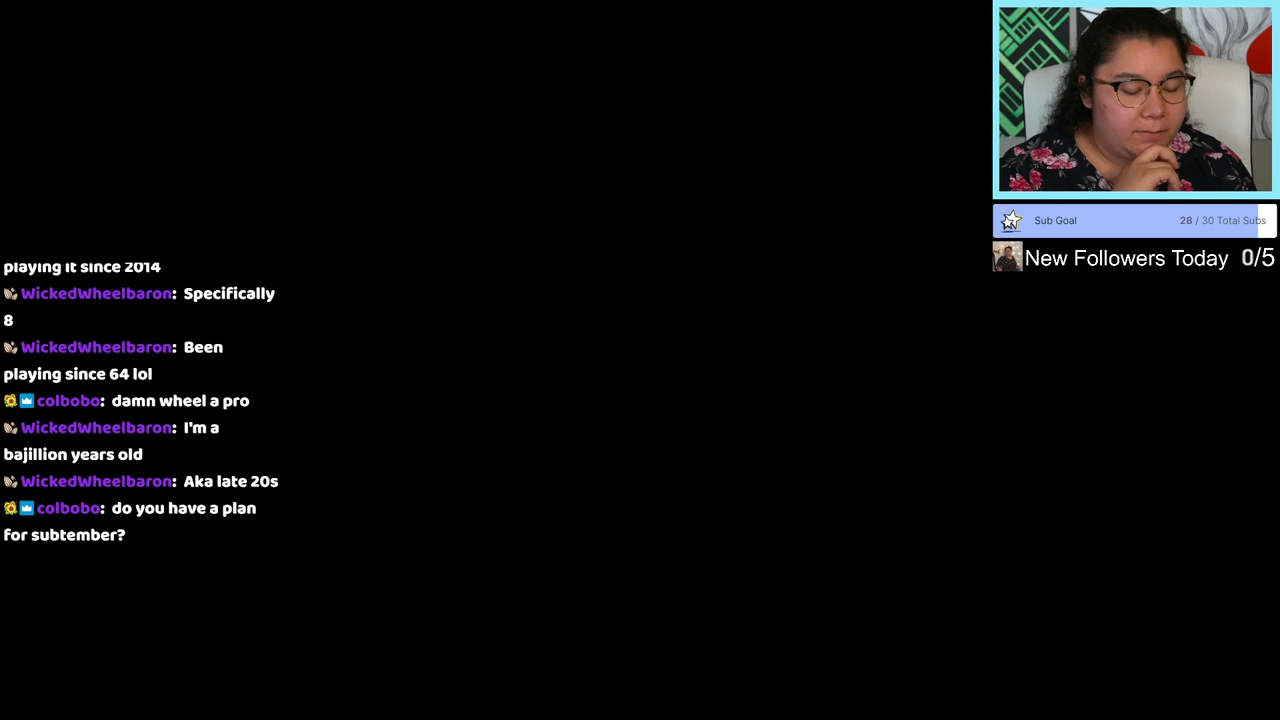 playing it since 2014
WickedWheelbaron: Specifically
8
WickedWheelbaron: Been
playing since 64 lol
colbobo: damn wheel a pro
WickedWheelbaron: I'm a
bajillion years old
WickedWheelbaron: Aka late 20s
colbobo: do you have a plan
for subtember?
Sub Goal 28 / 30 Total Subs
New Followers Today 0/5